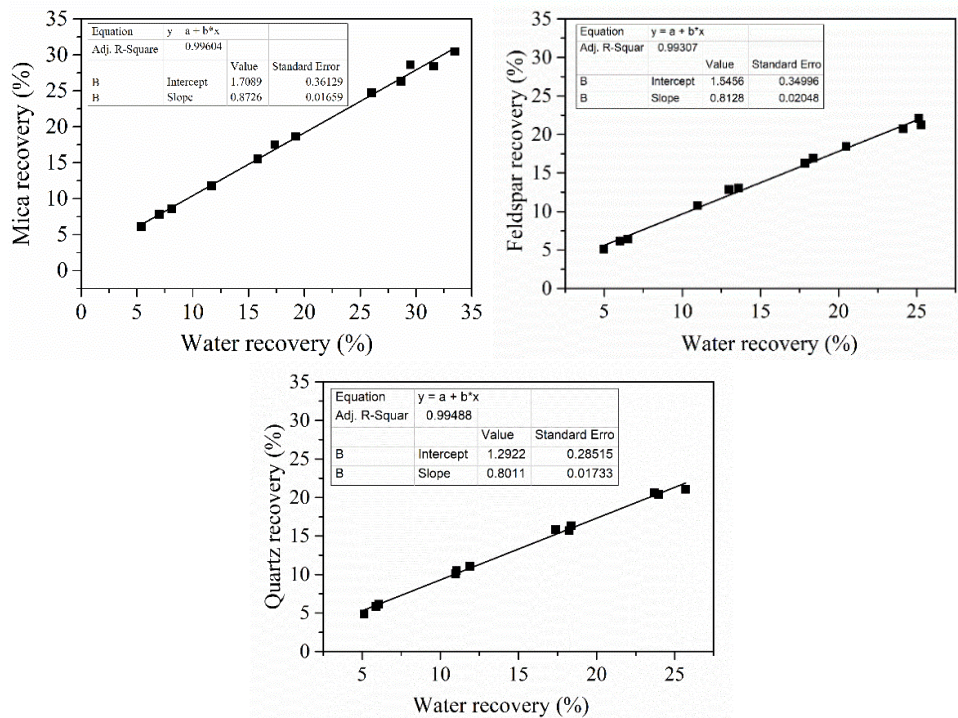 35
30
25
20
15
10
5
0
Mica recovery (%)
Equation y = a + b*x
Adj. R-Square 0.99604
Value Standard Error
B Intercept 1.7089 0.36129
B Slope 0.8726 0.01659
0 5 10 15 20 25 30 35
Water recovery (%)
35
30
25
20
15
10
5
0
Feldspar recovery (%)
Equation y = a + b*x
Adj. R-Squar 0.99307
Value Standard Erro
B Intercept 1.5456 0.34996
B Slope 0.8128 0.02048
5 10 15 20 25
Water recovery (%)
35
30
25
20
15
10
5
0
Quartz recovery (%)
Equation y = a + b*x
Adj. R-Squar 0.99488
Value Standard Erro
B Intercept 1.2922 0.28515
B Slope 0.8011 0.01733
5 10 15 20 25
Water recovery (%)